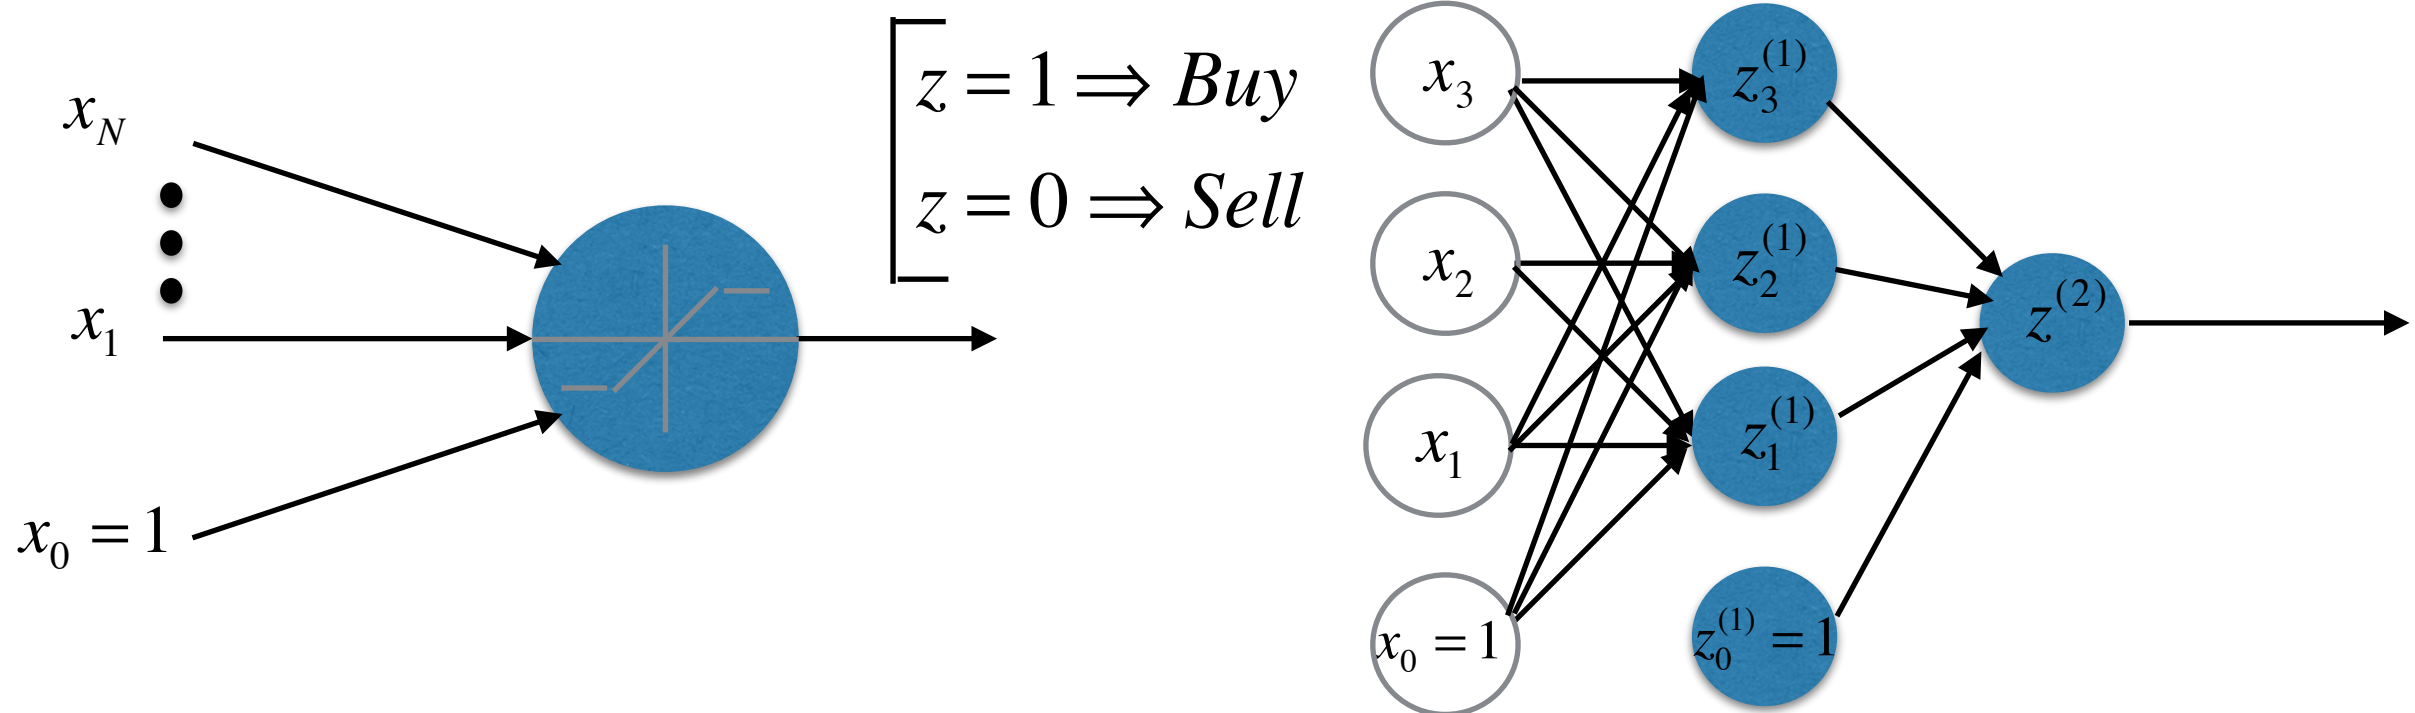 x_N
x_1
x_0 = 1
z = 1 ⇒ Buy
z = 0 ⇒ Sell
x_3
x_2
x_1
x_0 = 1
z_3^(1)
z_2^(1)
z_1^(1)
z_0^(1) = 1
z^(2)